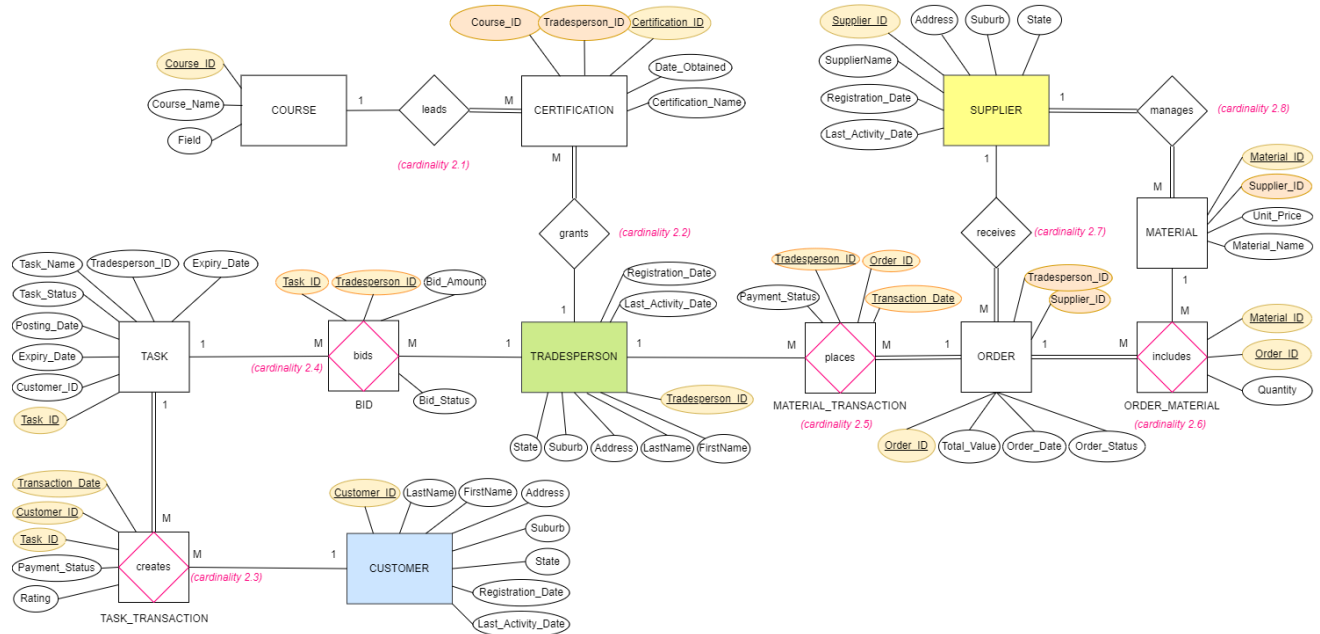 Course_ID
Tradesperson_ID
Certification_ID
Supplier_ID
Address
Suburb
State
Course_ID
Course_Name
Field
COURSE
1
leads
M
CERTIFICATION
Date_Obtained
Certification_Name
(cardinality 2.1)
M
SupplierName
Registration_Date
Last_Activity_Date
SUPPLIER
1
manages
(cardinality 2.8)
1
Material_ID
Supplier_ID
Unit_Price
Material_Name
M
MATERIAL
grants
(cardinality 2.2)
receives
(cardinality 2.7)
Task_Name
Tradesperson_ID
Expiry_Date
Task_Status
Posting_Date
Expiry_Date
Customer_ID
Task_ID
TASK
1
Task_ID
Tradesperson_ID
Bid_Amount
M
bids
M
(cardinality 2.4)
BID
Bid_Status
Registration_Date
Last_Activity_Date
1
1
TRADESPERSON
1
Tradesperson_ID
State
Suburb
Address
LastName
FirstName
Tradesperson_ID
Order_ID
Payment_Status
Transaction_Date
M
places
M
MATERIAL_TRANSACTION
(cardinality 2.5)
Tradesperson_ID
Supplier_ID
M
1
ORDER
1
Order_ID
Total_Value
Order_Date
Order_Status
1
M
M
includes
Material_ID
Order_ID
Quantity
ORDER_MATERIAL
(cardinality 2.6)
1
Transaction_Date
Customer_ID
Task_ID
Payment_Status
Rating
M
creates
M
(cardinality 2.3)
TASK_TRANSACTION
Customer_ID
LastName
FirstName
Address
Suburb
State
Registration_Date
Last_Activity_Date
1
CUSTOMER